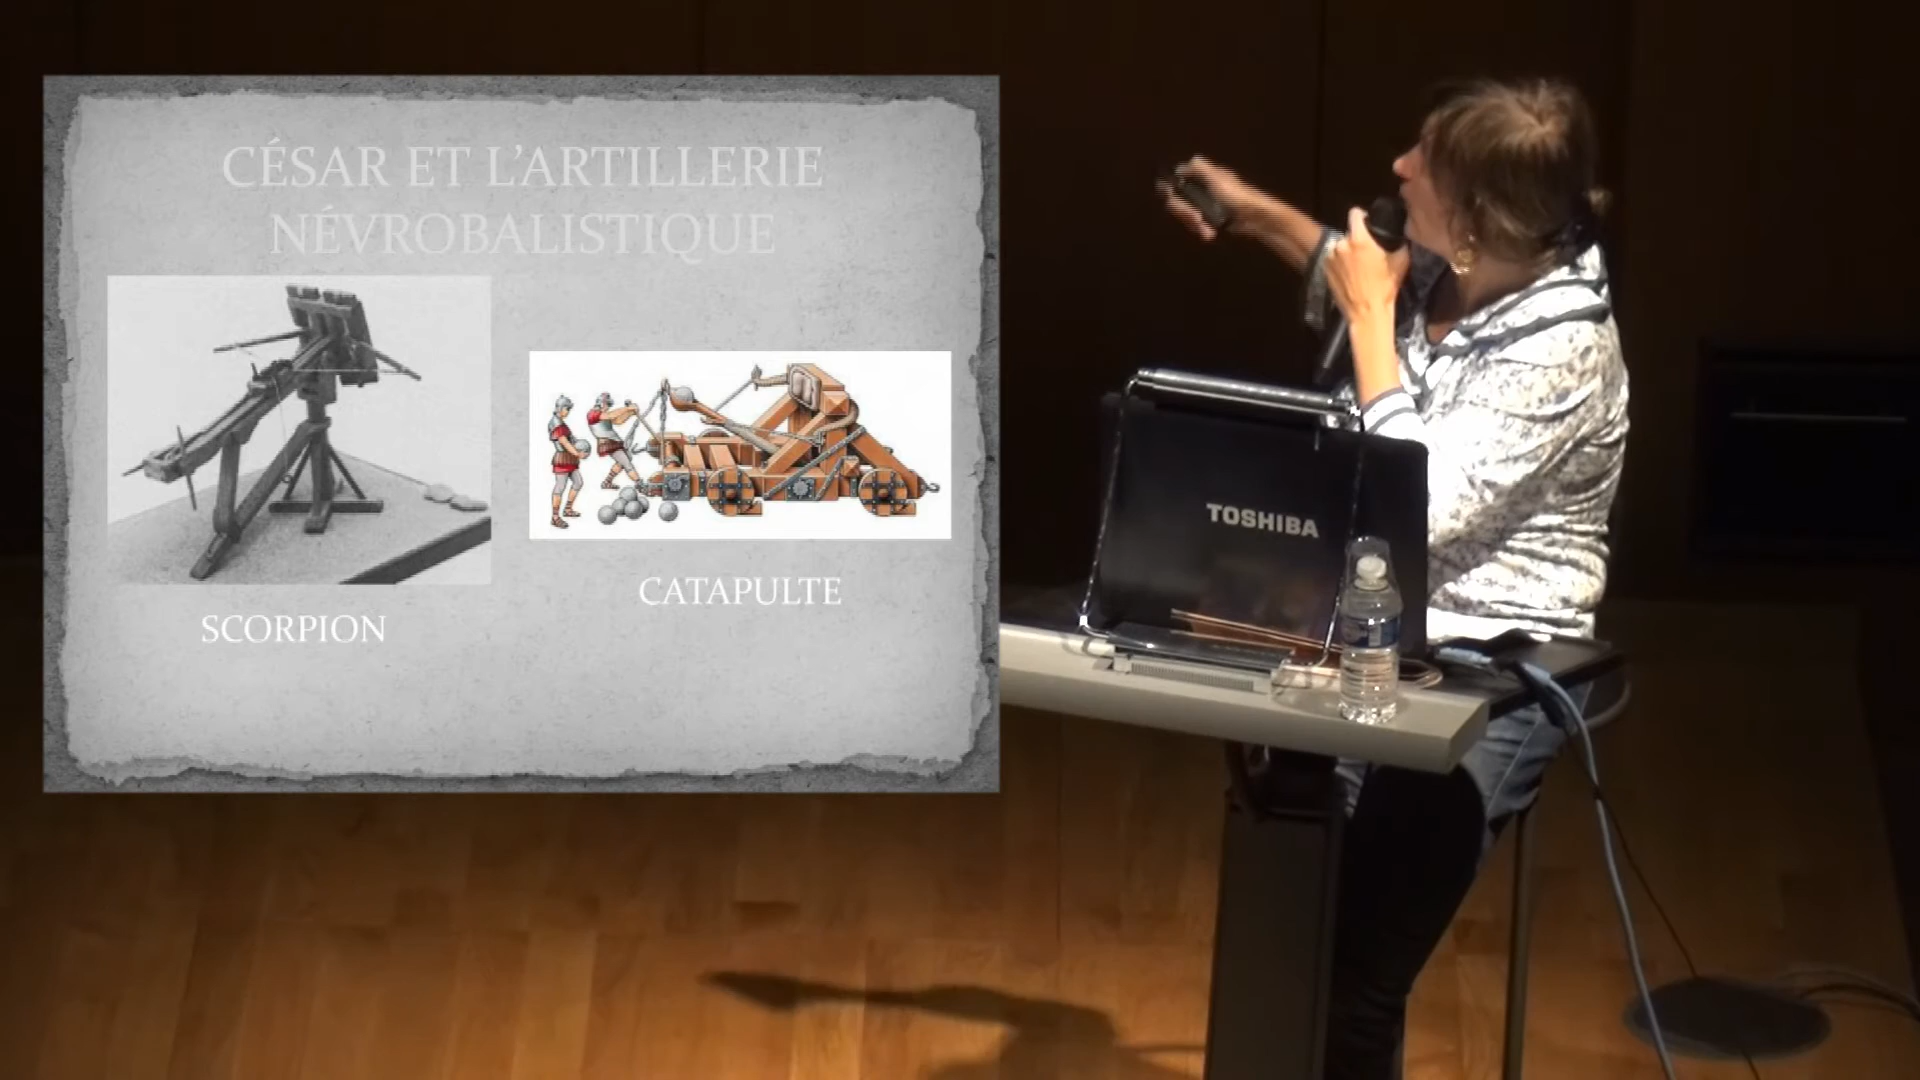 CÉSAR ET L'ARTILLERIE
NÉVROBALISTIQUE
SCORPION
CATAPULTE
TOSHIBA